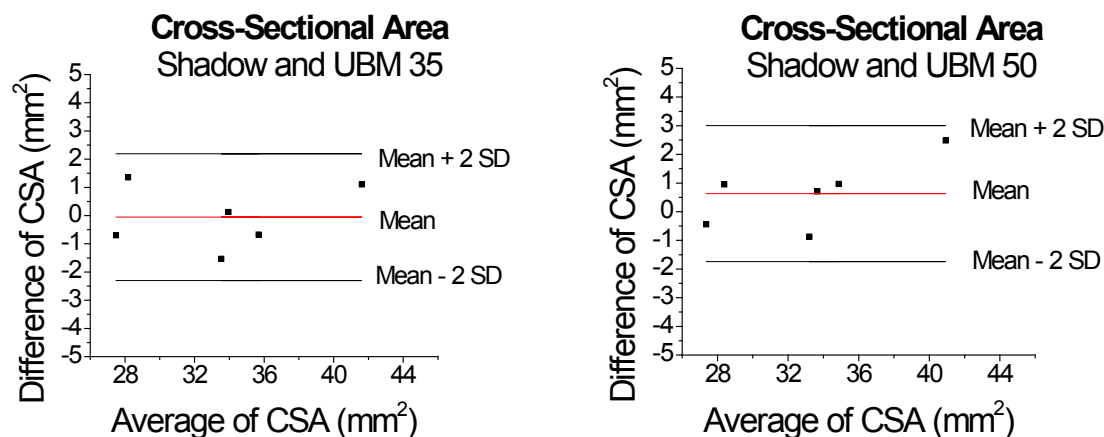 Cross-Sectional Area
Shadow and UBM 35
Difference of CSA (mm²)
5
4
3
2
1
0
-1
-2
-3
-4
-5
Mean + 2 SD
Mean
Mean - 2 SD
28 32 36 40 44
Average of CSA (mm²)
Cross-Sectional Area
Shadow and UBM 50
Difference of CSA (mm²)
5
4
3
2
1
0
-1
-2
-3
-4
-5
Mean + 2 SD
Mean
Mean - 2 SD
28 32 36 40 44
Average of CSA (mm²)